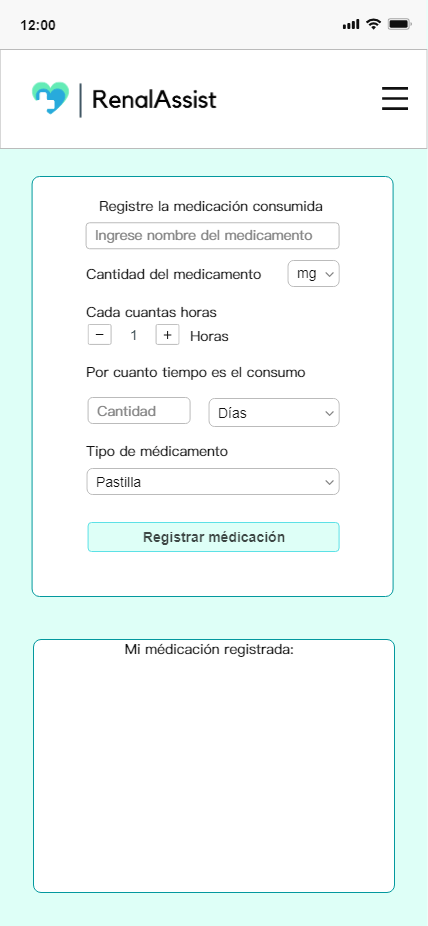 12:00
RenalAssist
Registre la medicación consumida
Ingrese nombre del medicamento
Cantidad del medicamento mg
Cada cuantas horas
− 1 + Horas
Por cuanto tiempo es el consumo
Cantidad Días
Tipo de médicamento
Pastilla
Registrar médicación
Mi médicación registrada: